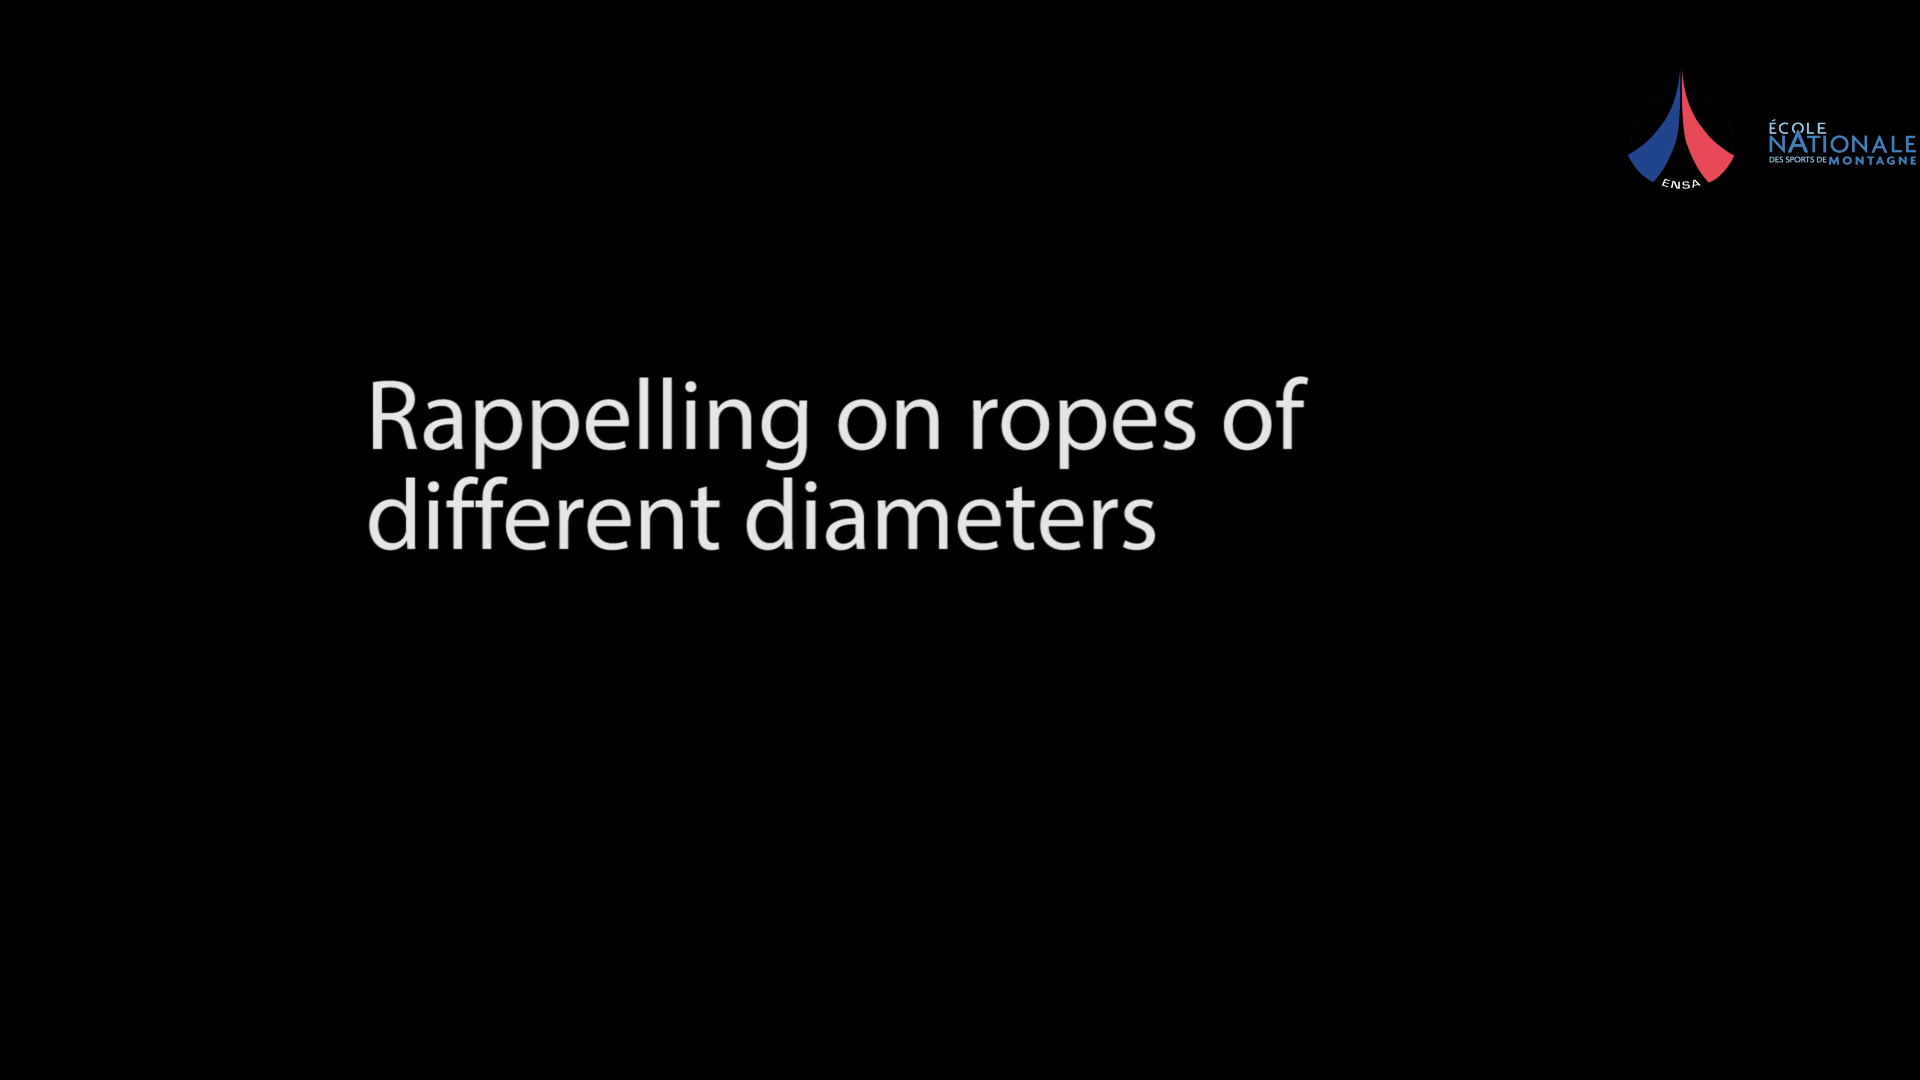 ÉCOLE
NATIONALE
DES SPORTS DE MONTAGNE
ENSA
Rappelling on ropes of
different diameters